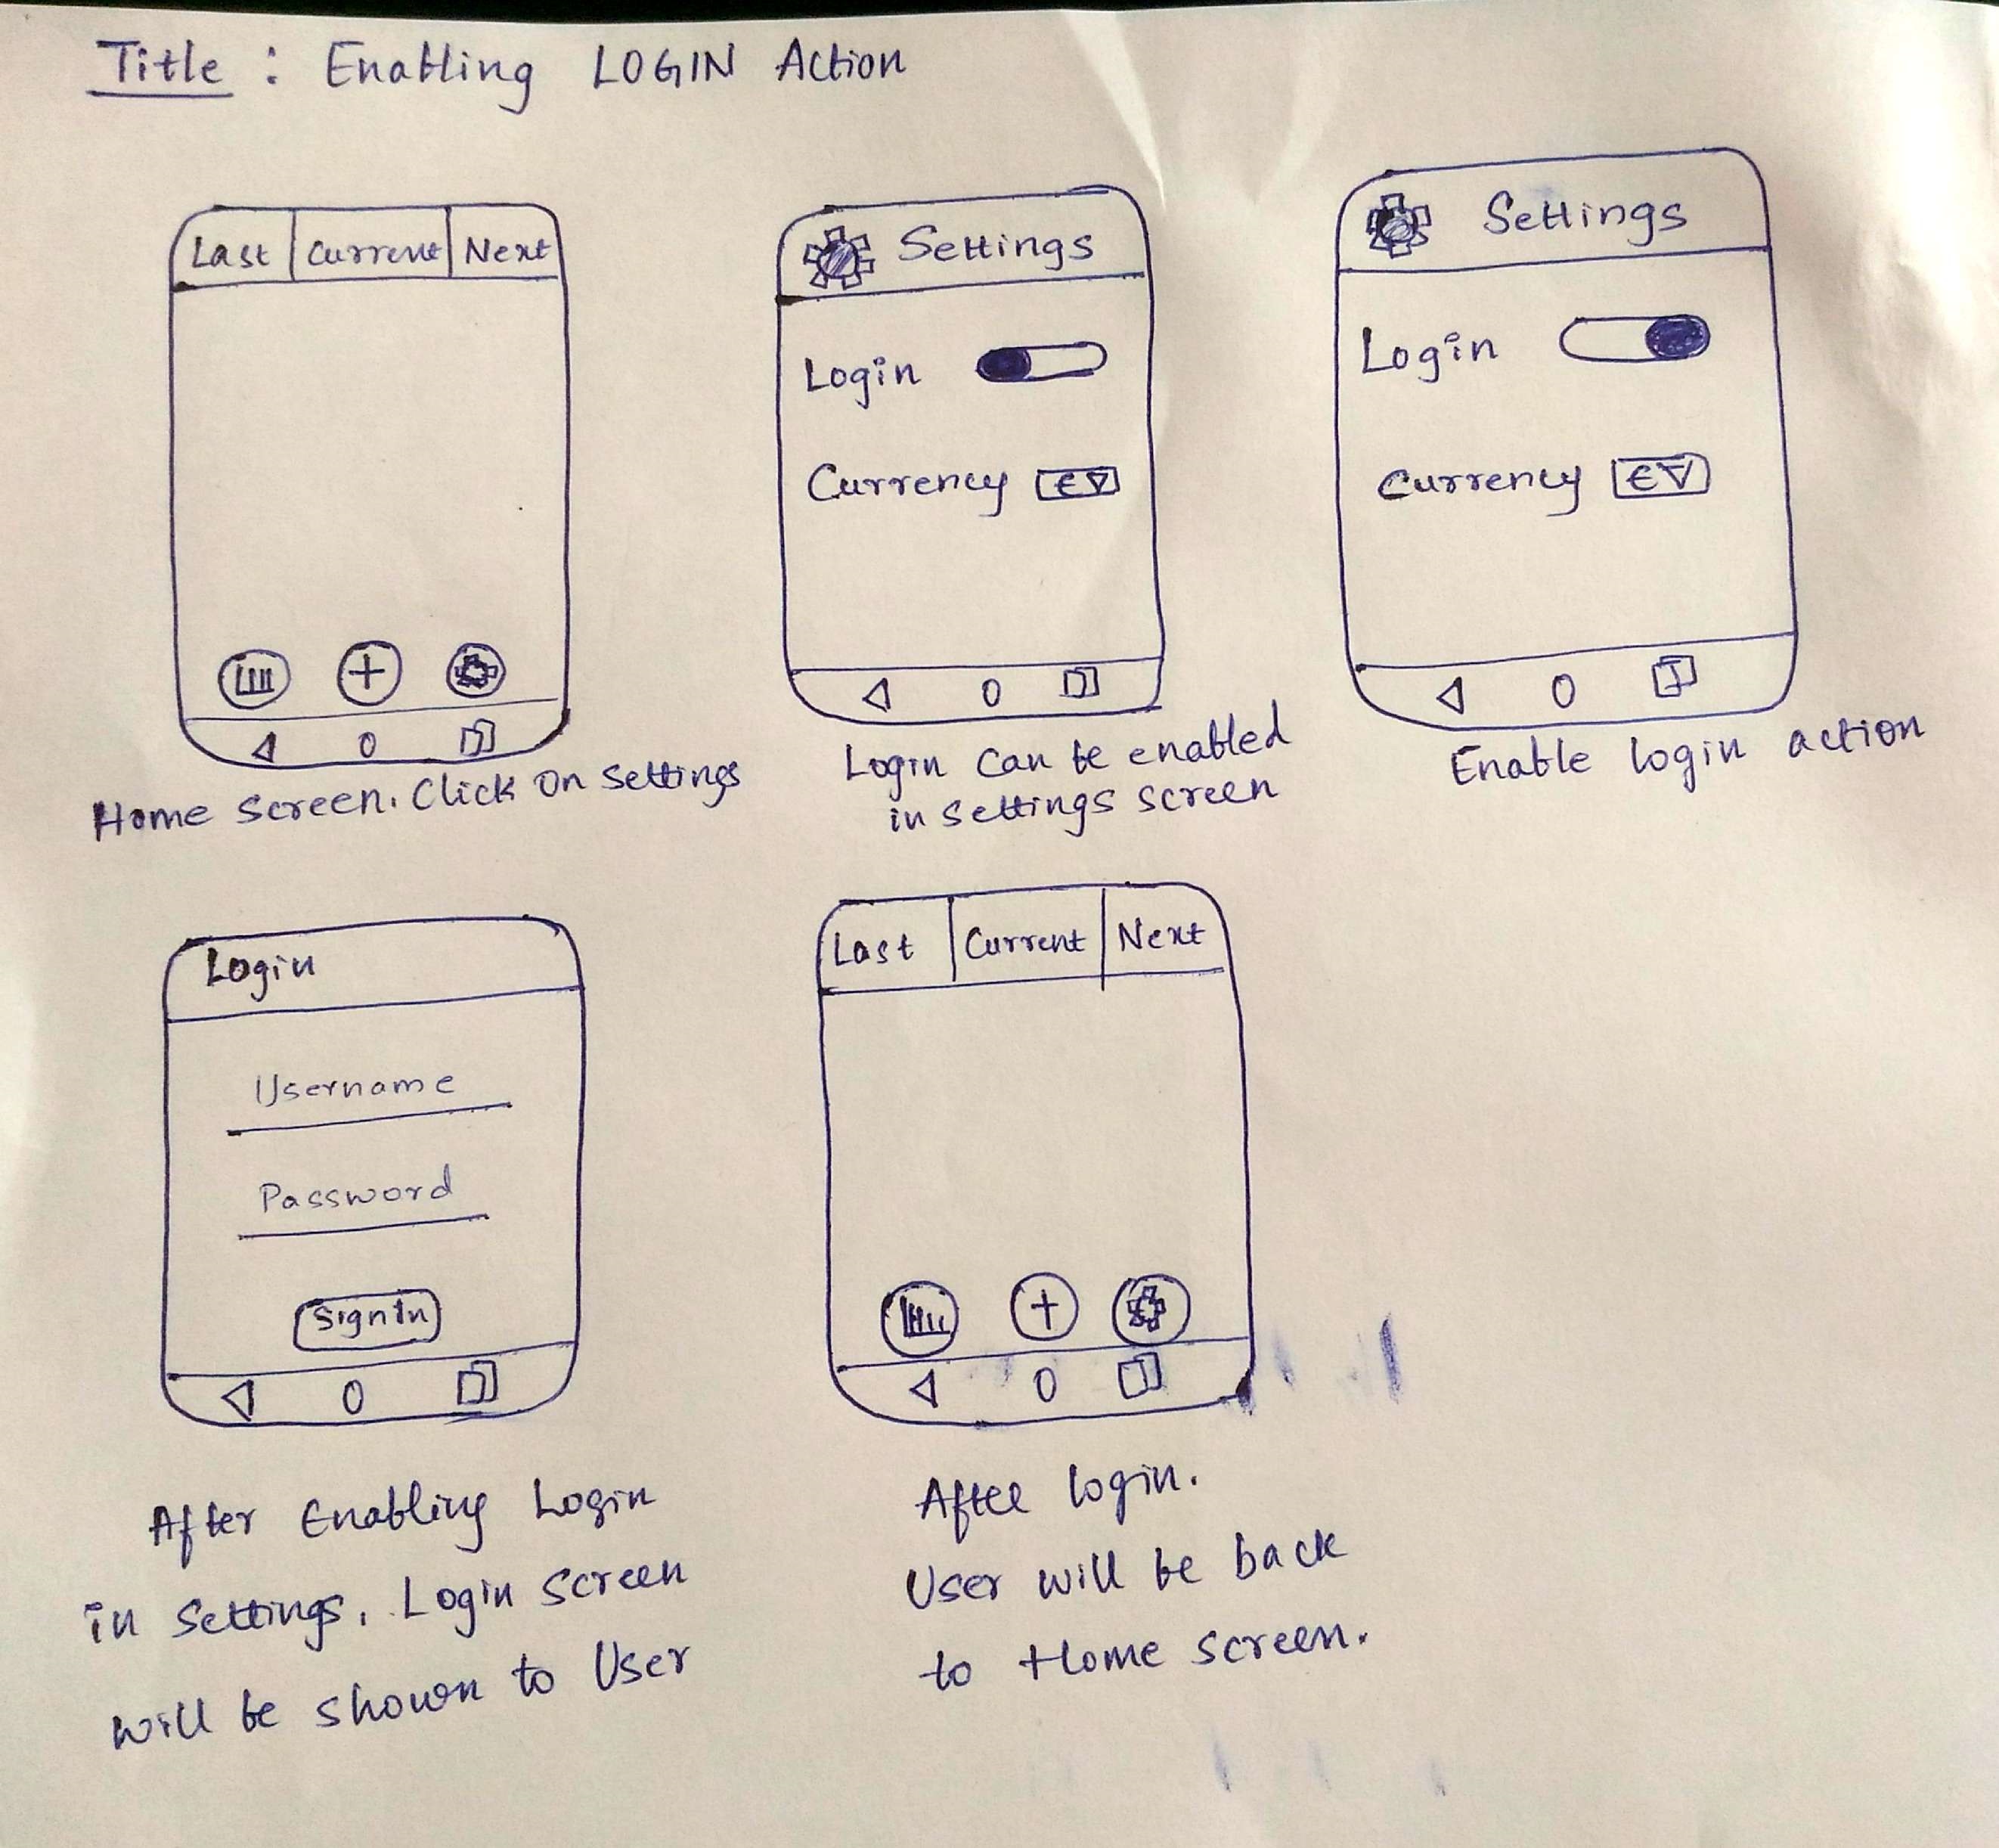 Title : Enabling LOGIN Action
Last Current Next
Home Screen. Click on Settings
Settings
Login
Currency €
Login can be enabled
in settings screen
Settings
Login
Currency €
Enable login action
Login
Username
Password
SignIn
After Enabling Login
in Settings, Login Screen
will be shown to User
Last Current Next
After login.
User will be back
to Home screen.